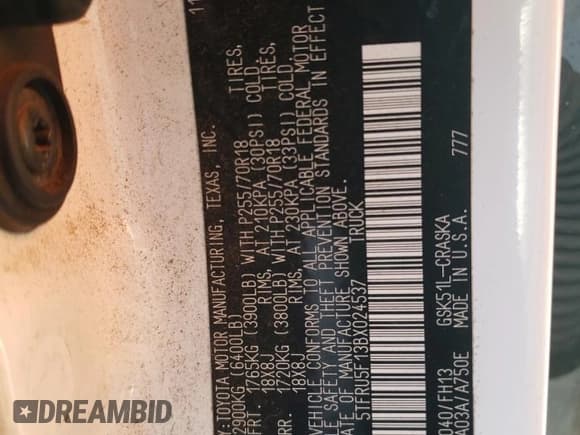 11
Y:TOYOTA MOTOR MANUFACTURING, TEXAS, INC.
2900KG (6400LB)
FRT. 1765KG (3800LB) WITH P255/70R18 TIRES,
18X8J RIMS, AT 210KPA (30PSI) COLD
RR. 1720KG (3800LB) WITH P255/70R18 TIRES,
18X8J RIMS, AT 230KPA (33PSI) COLD.
VEHICLE CONFORMS TO ALL APPLICABLE FEDERAL MOTOR
LE SAFETY AND THEFT PREVENTION STANDARDS IN EFFECT
ATE OF MANUFACTURE SHOWN ABOVE.
5TFRU5F13BX024537 TRUCK
040/FH13 GSK51L-CRASKA 777
A03A/A750E U.S.A.
DREAMBID
DREAMBID